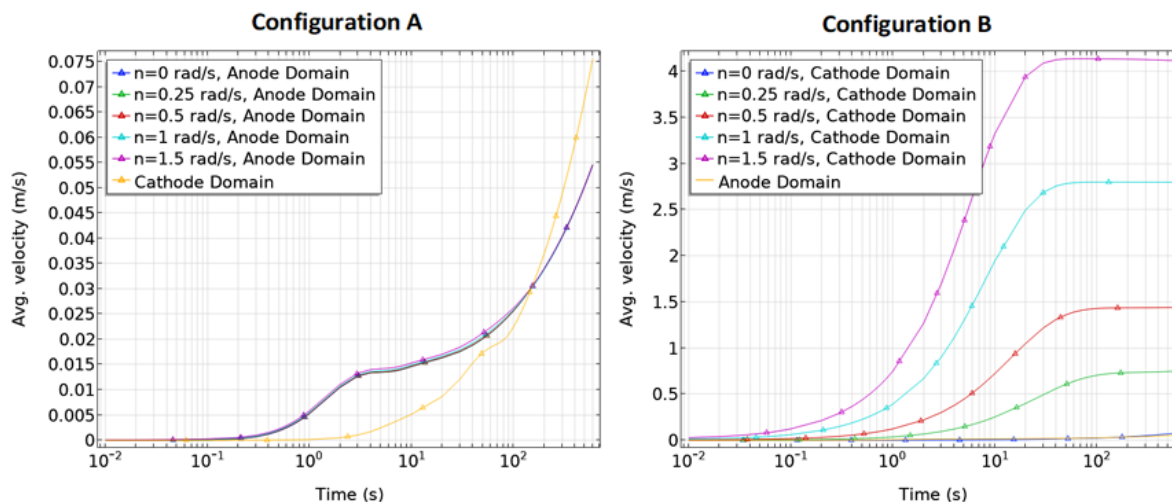 Configuration A
n=0 rad/s, Anode Domain
n=0.25 rad/s, Anode Domain
n=0.5 rad/s, Anode Domain
n=1 rad/s, Anode Domain
n=1.5 rad/s, Anode Domain
Cathode Domain
Avg. velocity (m/s)
0.075
0.07
0.065
0.06
0.055
0.05
0.045
0.04
0.035
0.03
0.025
0.02
0.015
0.01
0.005
0
10⁻² 10⁻¹ 10⁰ 10¹ 10²
Time (s)
Configuration B
n=0 rad/s, Cathode Domain
n=0.25 rad/s, Cathode Domain
n=0.5 rad/s, Cathode Domain
n=1 rad/s, Cathode Domain
n=1.5 rad/s, Cathode Domain
Anode Domain
Avg. velocity (m/s)
4
3.5
3
2.5
2
1.5
1
0.5
0
10⁻² 10⁻¹ 10⁰ 10¹ 10²
Time (s)